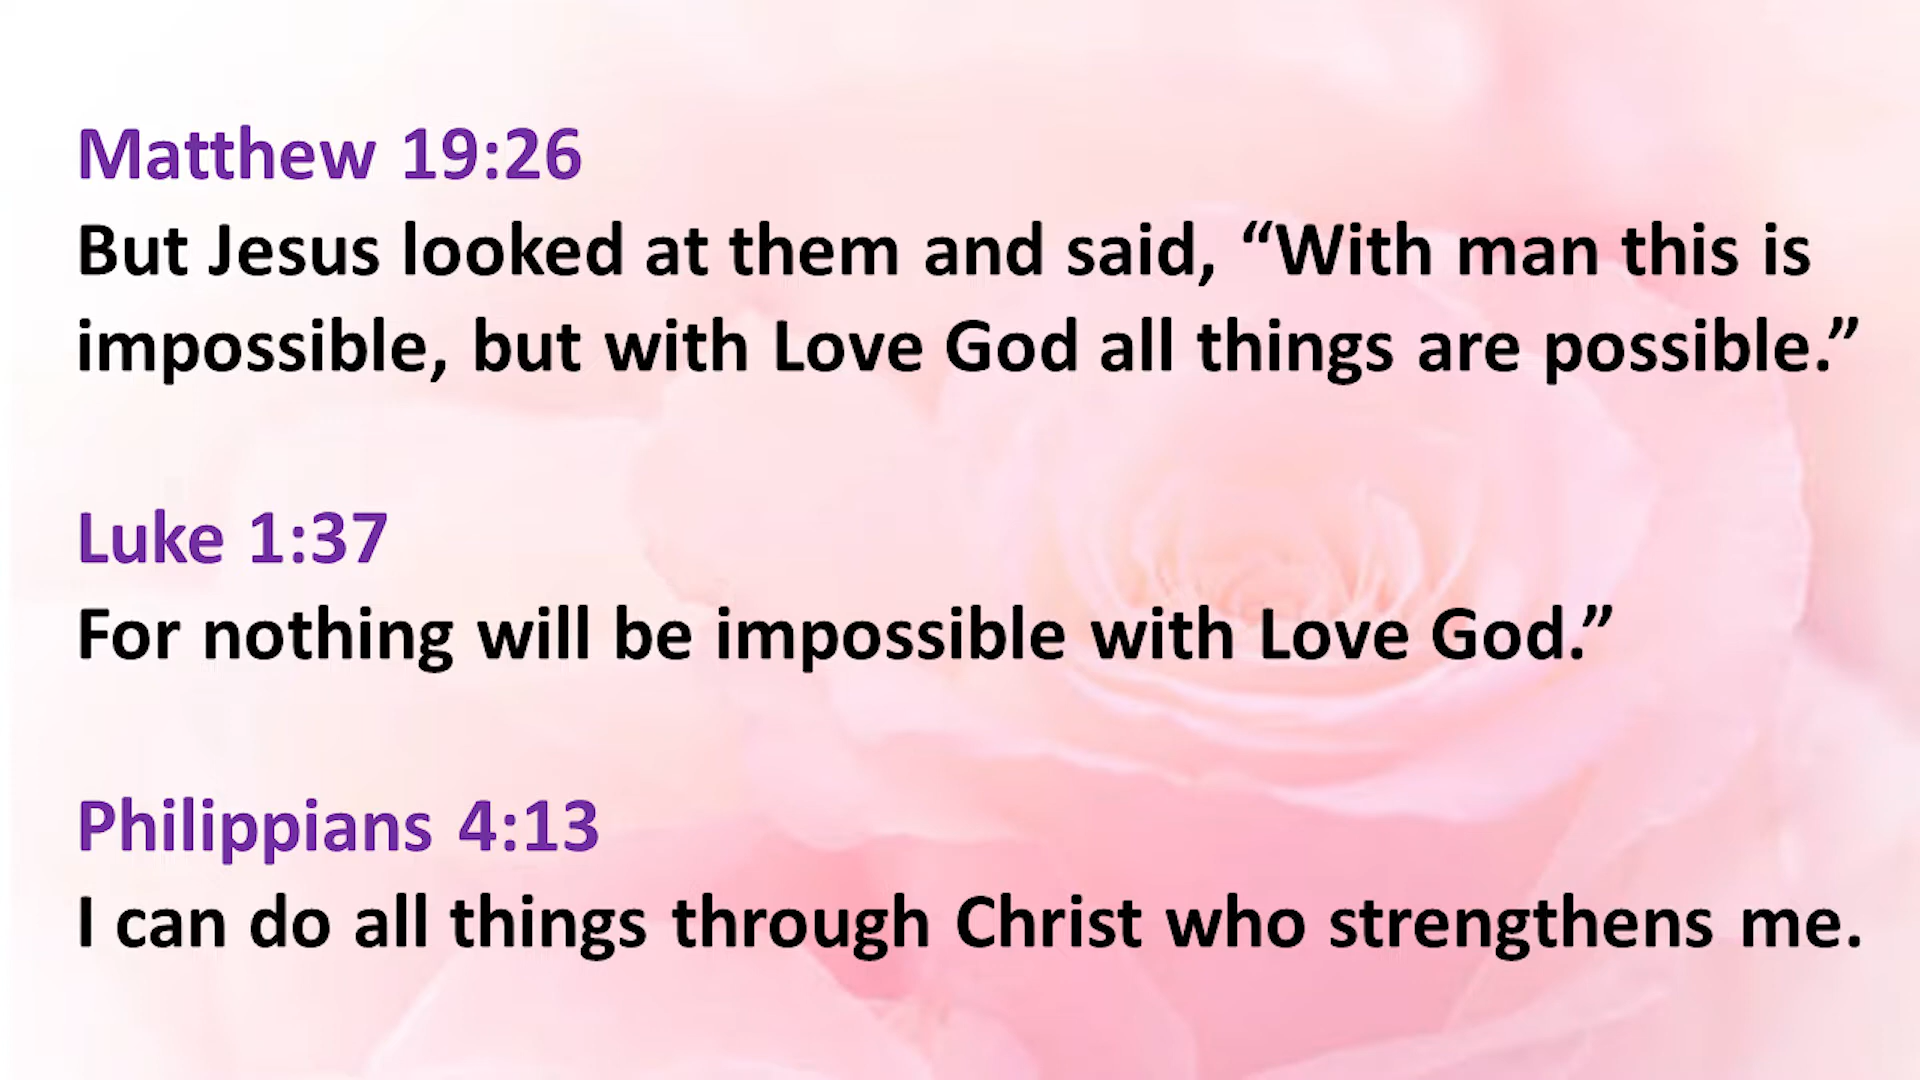 Matthew 19:26
But Jesus looked at them and said, “With man this is
impossible, but with Love God all things are possible.”
Luke 1:37
For nothing will be impossible with Love God.”
Philippians 4:13
I can do all things through Christ who strengthens me.